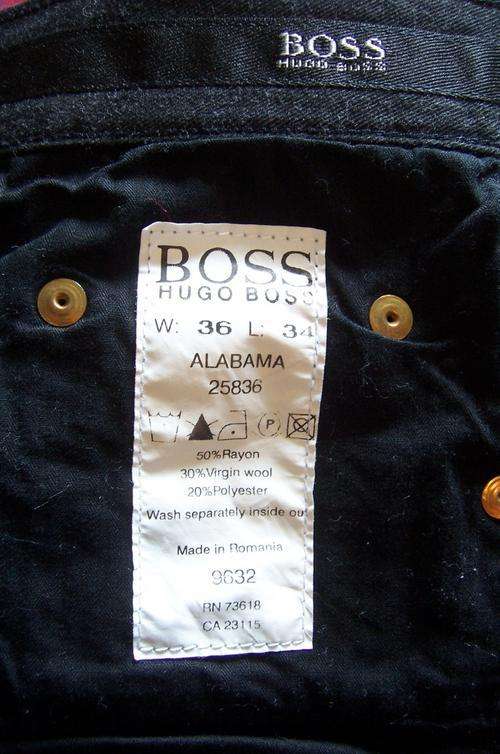 BOSS
HUGO BOSS
BOSS
HUGO BOSS
W: 36 L: 34
ALABAMA
25836
P
50%Rayon
30%Virgin wool
20%Polyester
Wash separately inside ou
Made in Romania
9632
RN 73618
CA 23115